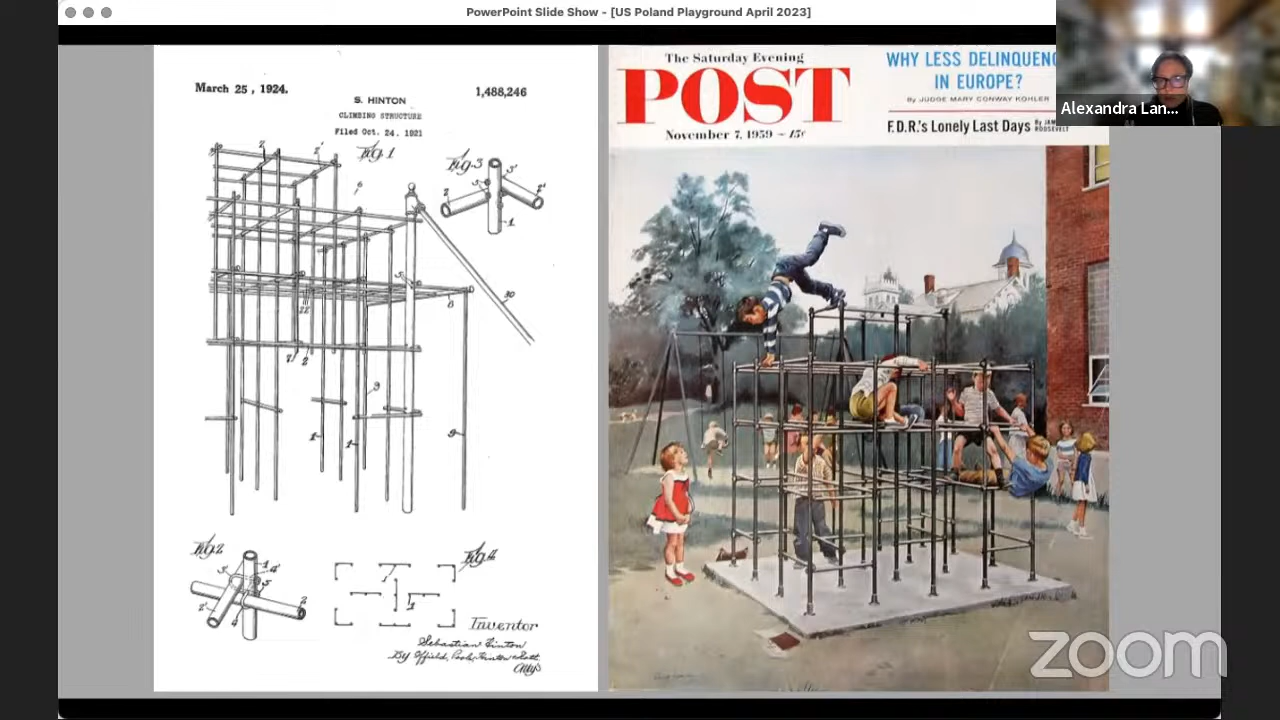 PowerPoint Slide Show - [US Poland Playground April 2023]
March 25, 1924.
1,488,246
S. HINTON
CLIMBING STRUCTURE
Filed Oct. 24. 1921
Fig.1
Fig.3
Fig.2
Fig.4
Inventor
Sebastian Hinton
The Saturday Evening
POST
November 7, 1959 – 15¢
WHY LESS DELINQUENC
IN EUROPE?
By JUDGE MARY CONWAY KOHLER
F.D.R.'s Lonely Last Days
ROOSEVELT
Alexandra Lan...
zoom